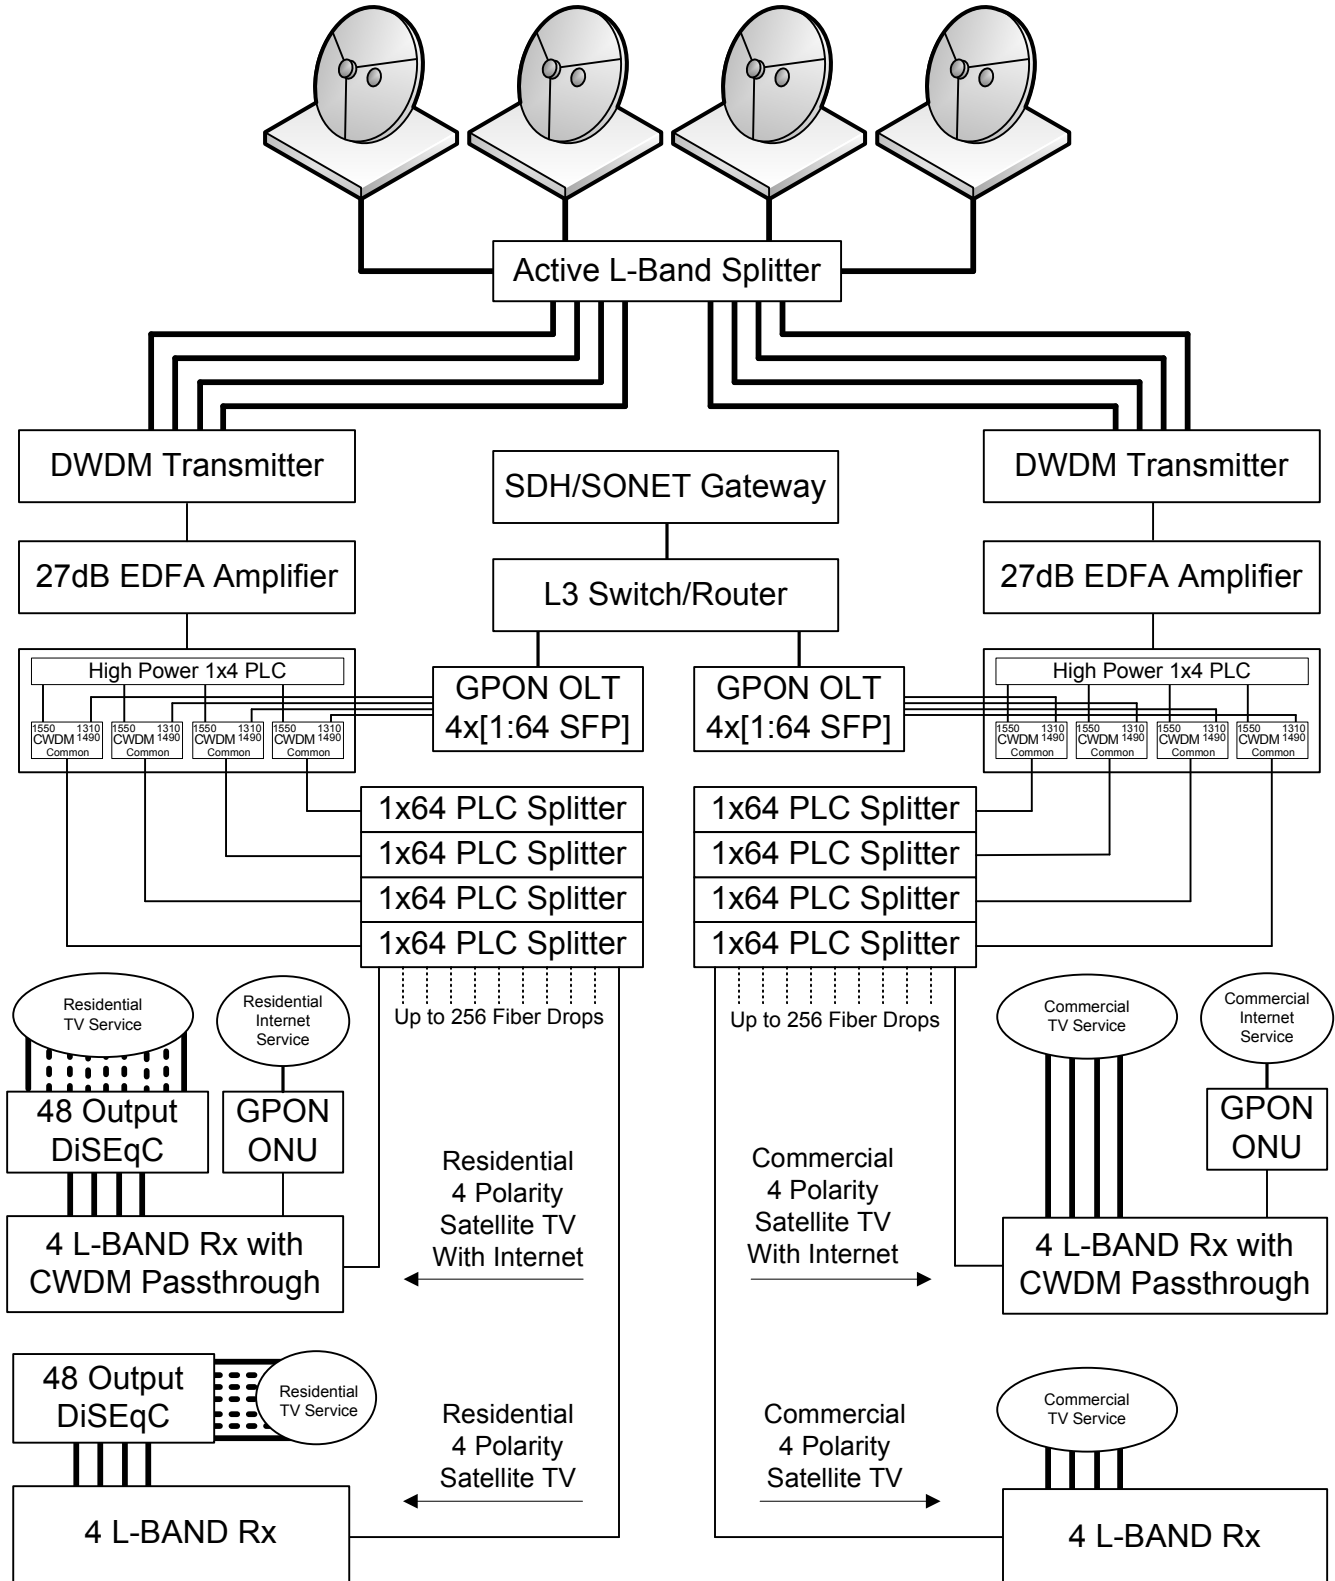 Active L-Band Splitter
DWDM Transmitter
DWDM Transmitter
SDH/SONET Gateway
27dB EDFA Amplifier
L3 Switch/Router
27dB EDFA Amplifier
High Power 1x4 PLC
1550 1310
CWDM 1490
Common
1550 1310
CWDM 1490
Common
1550 1310
CWDM 1490
Common
1550 1310
CWDM 1490
Common
GPON OLT
4x[1:64 SFP]
GPON OLT
4x[1:64 SFP]
High Power 1x4 PLC
1550 1310
CWDM 1490
Common
1550 1310
CWDM 1490
Common
1550 1310
CWDM 1490
Common
1550 1310
CWDM 1490
Common
1x64 PLC Splitter
1x64 PLC Splitter
1x64 PLC Splitter
1x64 PLC Splitter
1x64 PLC Splitter
1x64 PLC Splitter
1x64 PLC Splitter
1x64 PLC Splitter
Up to 256 Fiber Drops
Up to 256 Fiber Drops
Residential
TV Service
Residential
Internet
Service
Commercial
TV Service
Commercial
Internet
Service
48 Output
DiSEqC
GPON
ONU
GPON
ONU
Residential
4 Polarity
Satellite TV
With Internet
Commercial
4 Polarity
Satellite TV
With Internet
4 L-BAND Rx with
CWDM Passthrough
4 L-BAND Rx with
CWDM Passthrough
48 Output
DiSEqC
Residential
TV Service
Residential
4 Polarity
Satellite TV
Commercial
4 Polarity
Satellite TV
Commercial
TV Service
4 L-BAND Rx
4 L-BAND Rx